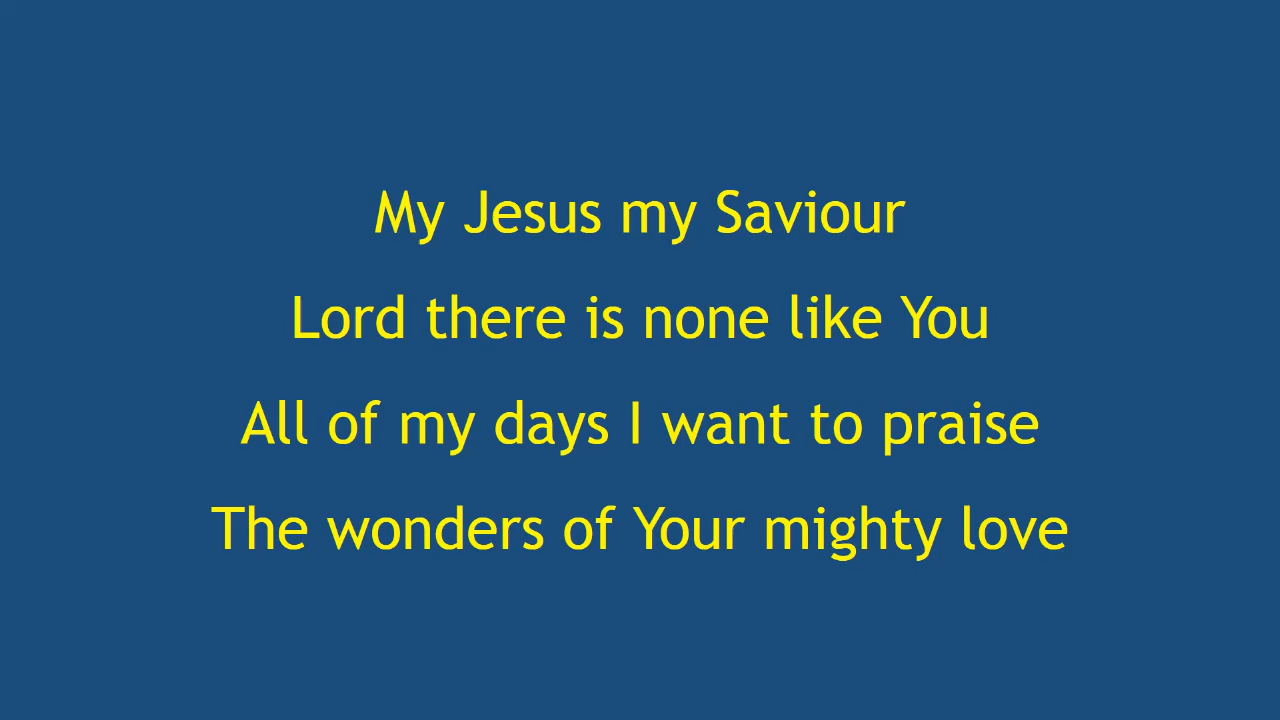 My Jesus my Saviour
Lord there is none like You
All of my days I want to praise
The wonders of Your mighty love